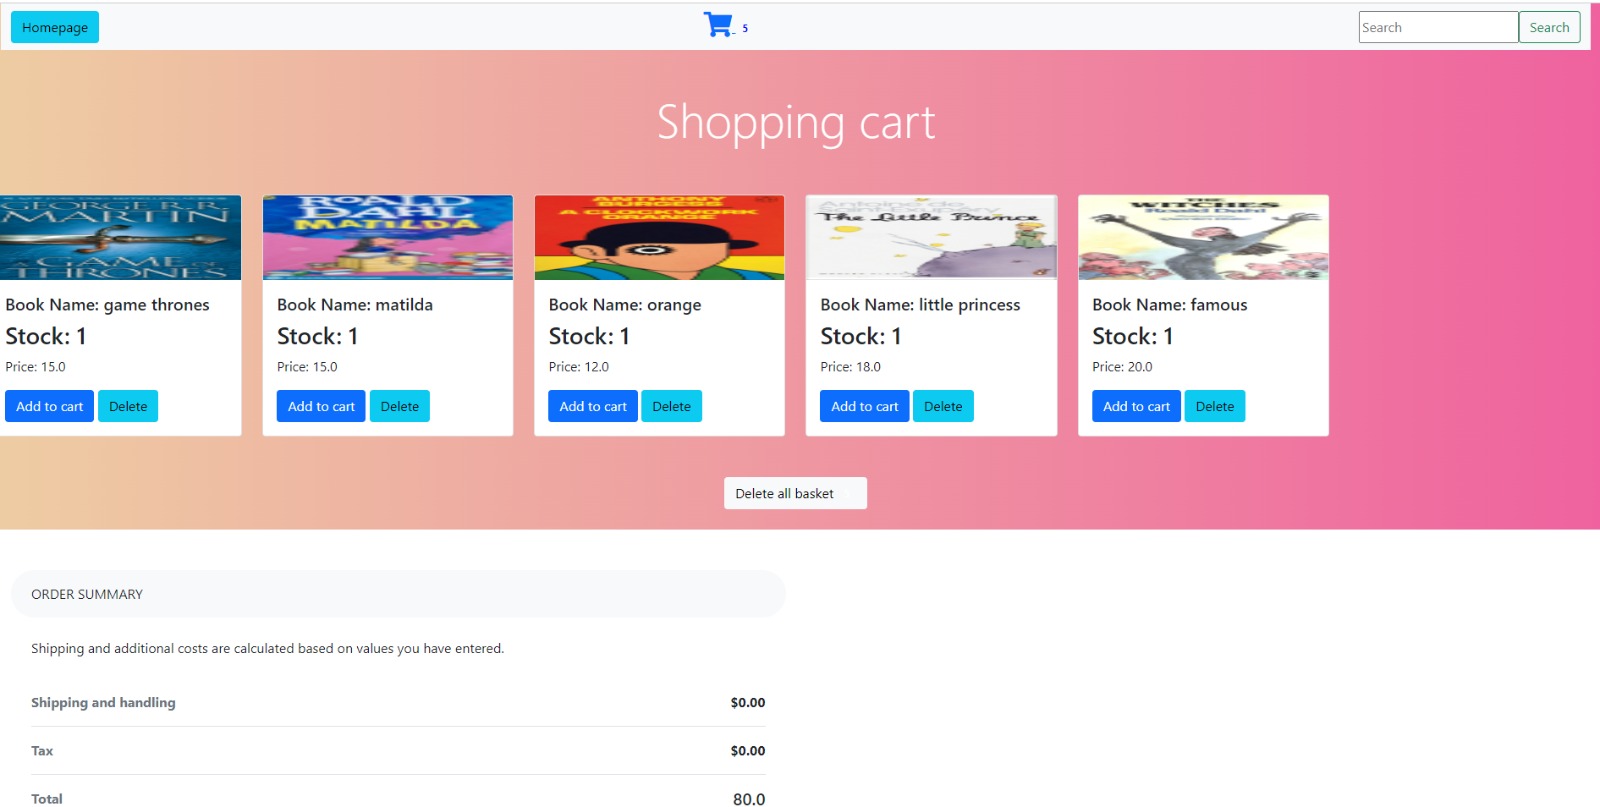 Homepage
5
Search
Search
Shopping cart
GEORGE R.R.
MARTIN
A GAME OF
THRONES
Book Name: game thrones
Stock: 1
Price: 15.0
Add to cart
Delete
ROALD
DAHL
MATILDA
Book Name: matilda
Stock: 1
Price: 15.0
Add to cart
Delete
ANTHONY
BURGESS
A CLOCKWORK
ORANGE
Book Name: orange
Stock: 1
Price: 12.0
Add to cart
Delete
Antoine de
Saint-Exupéry
The Little Prince
Book Name: little princess
Stock: 1
Price: 18.0
Add to cart
Delete
THE
WITCHES
Roald Dahl
Book Name: famous
Stock: 1
Price: 20.0
Add to cart
Delete
Delete all basket
ORDER SUMMARY
Shipping and additional costs are calculated based on values you have entered.
Shipping and handling
$0.00
Tax
$0.00
Total
80.0